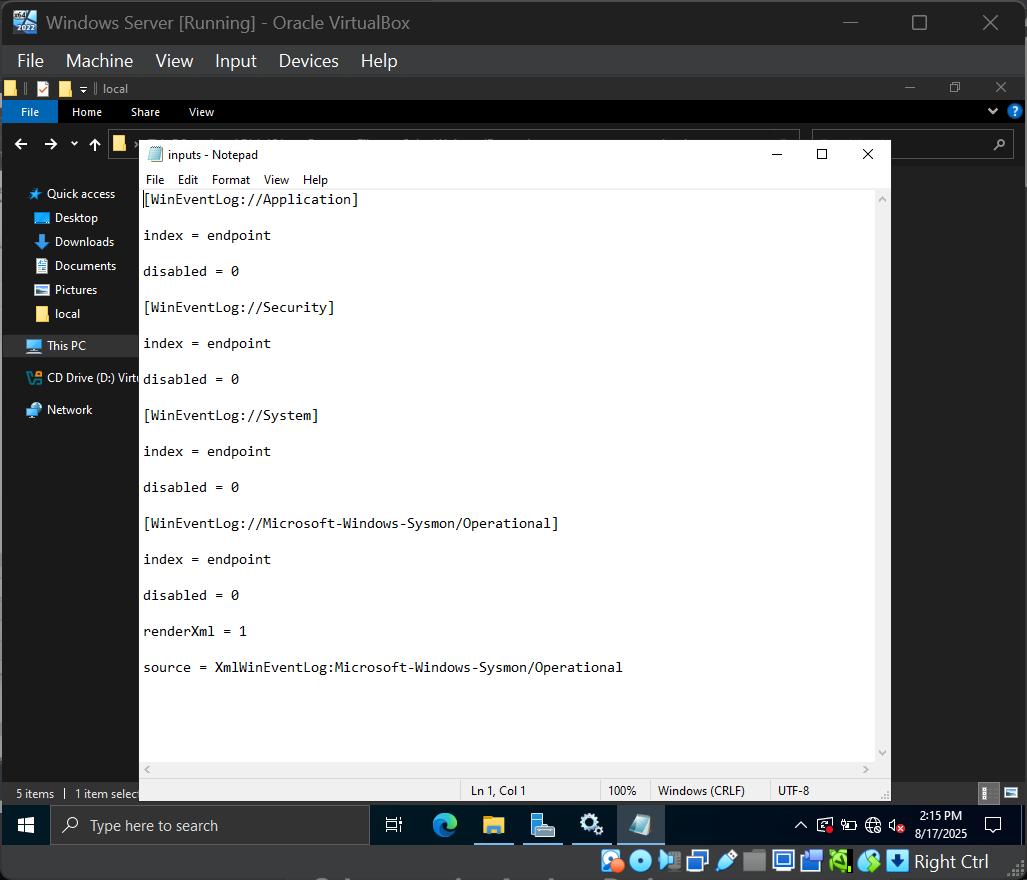 Windows Server [Running] - Oracle VirtualBox
File Machine View Input Devices Help
local
File Home Share View
inputs - Notepad
File Edit Format View Help
Quick access
Desktop
Downloads
Documents
Pictures
local
This PC
CD Drive (D:) Virtu
Network
[WinEventLog://Application]
index = endpoint
disabled = 0
[WinEventLog://Security]
index = endpoint
disabled = 0
[WinEventLog://System]
index = endpoint
disabled = 0
[WinEventLog://Microsoft-Windows-Sysmon/Operational]
index = endpoint
disabled = 0
renderXml = 1
source = XmlWinEventLog:Microsoft-Windows-Sysmon/Operational
5 items 1 item selec
Ln 1, Col 1 100% Windows (CRLF) UTF-8
Type here to search
2:15 PM
8/17/2025
Right Ctrl